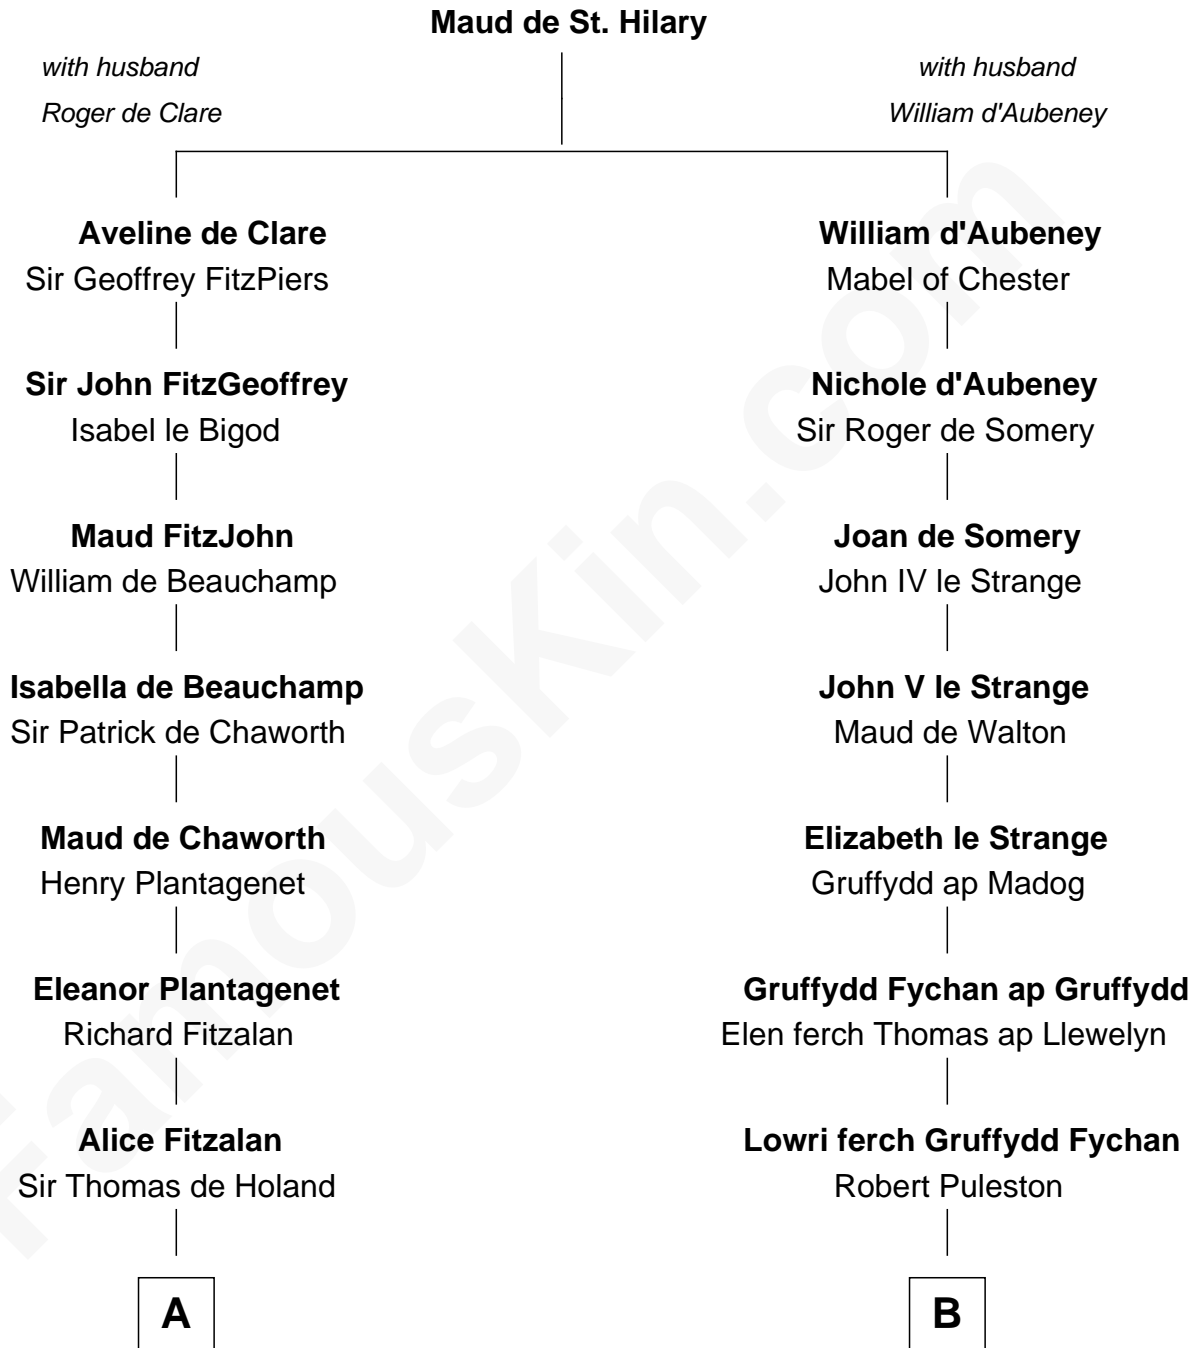 Maud de St. Hilary
with husband
Roger de Clare
with husband
William d'Aubeney
Aveline de Clare
Sir Geoffrey FitzPiers
Sir John FitzGeoffrey
Isabel le Bigod
Maud FitzJohn
William de Beauchamp
Isabella de Beauchamp
Sir Patrick de Chaworth
Maud de Chaworth
Henry Plantagenet
Eleanor Plantagenet
Richard Fitzalan
Alice Fitzalan
Sir Thomas de Holand
A
William d'Aubeney
Mabel of Chester
Nichole d'Aubeney
Sir Roger de Somery
Joan de Somery
John IV le Strange
John V le Strange
Maud de Walton
Elizabeth le Strange
Gruffydd ap Madog
Gruffydd Fychan ap Gruffydd
Elen ferch Thomas ap Llewelyn
Lowri ferch Gruffydd Fychan
Robert Puleston
B
FamousKin.com